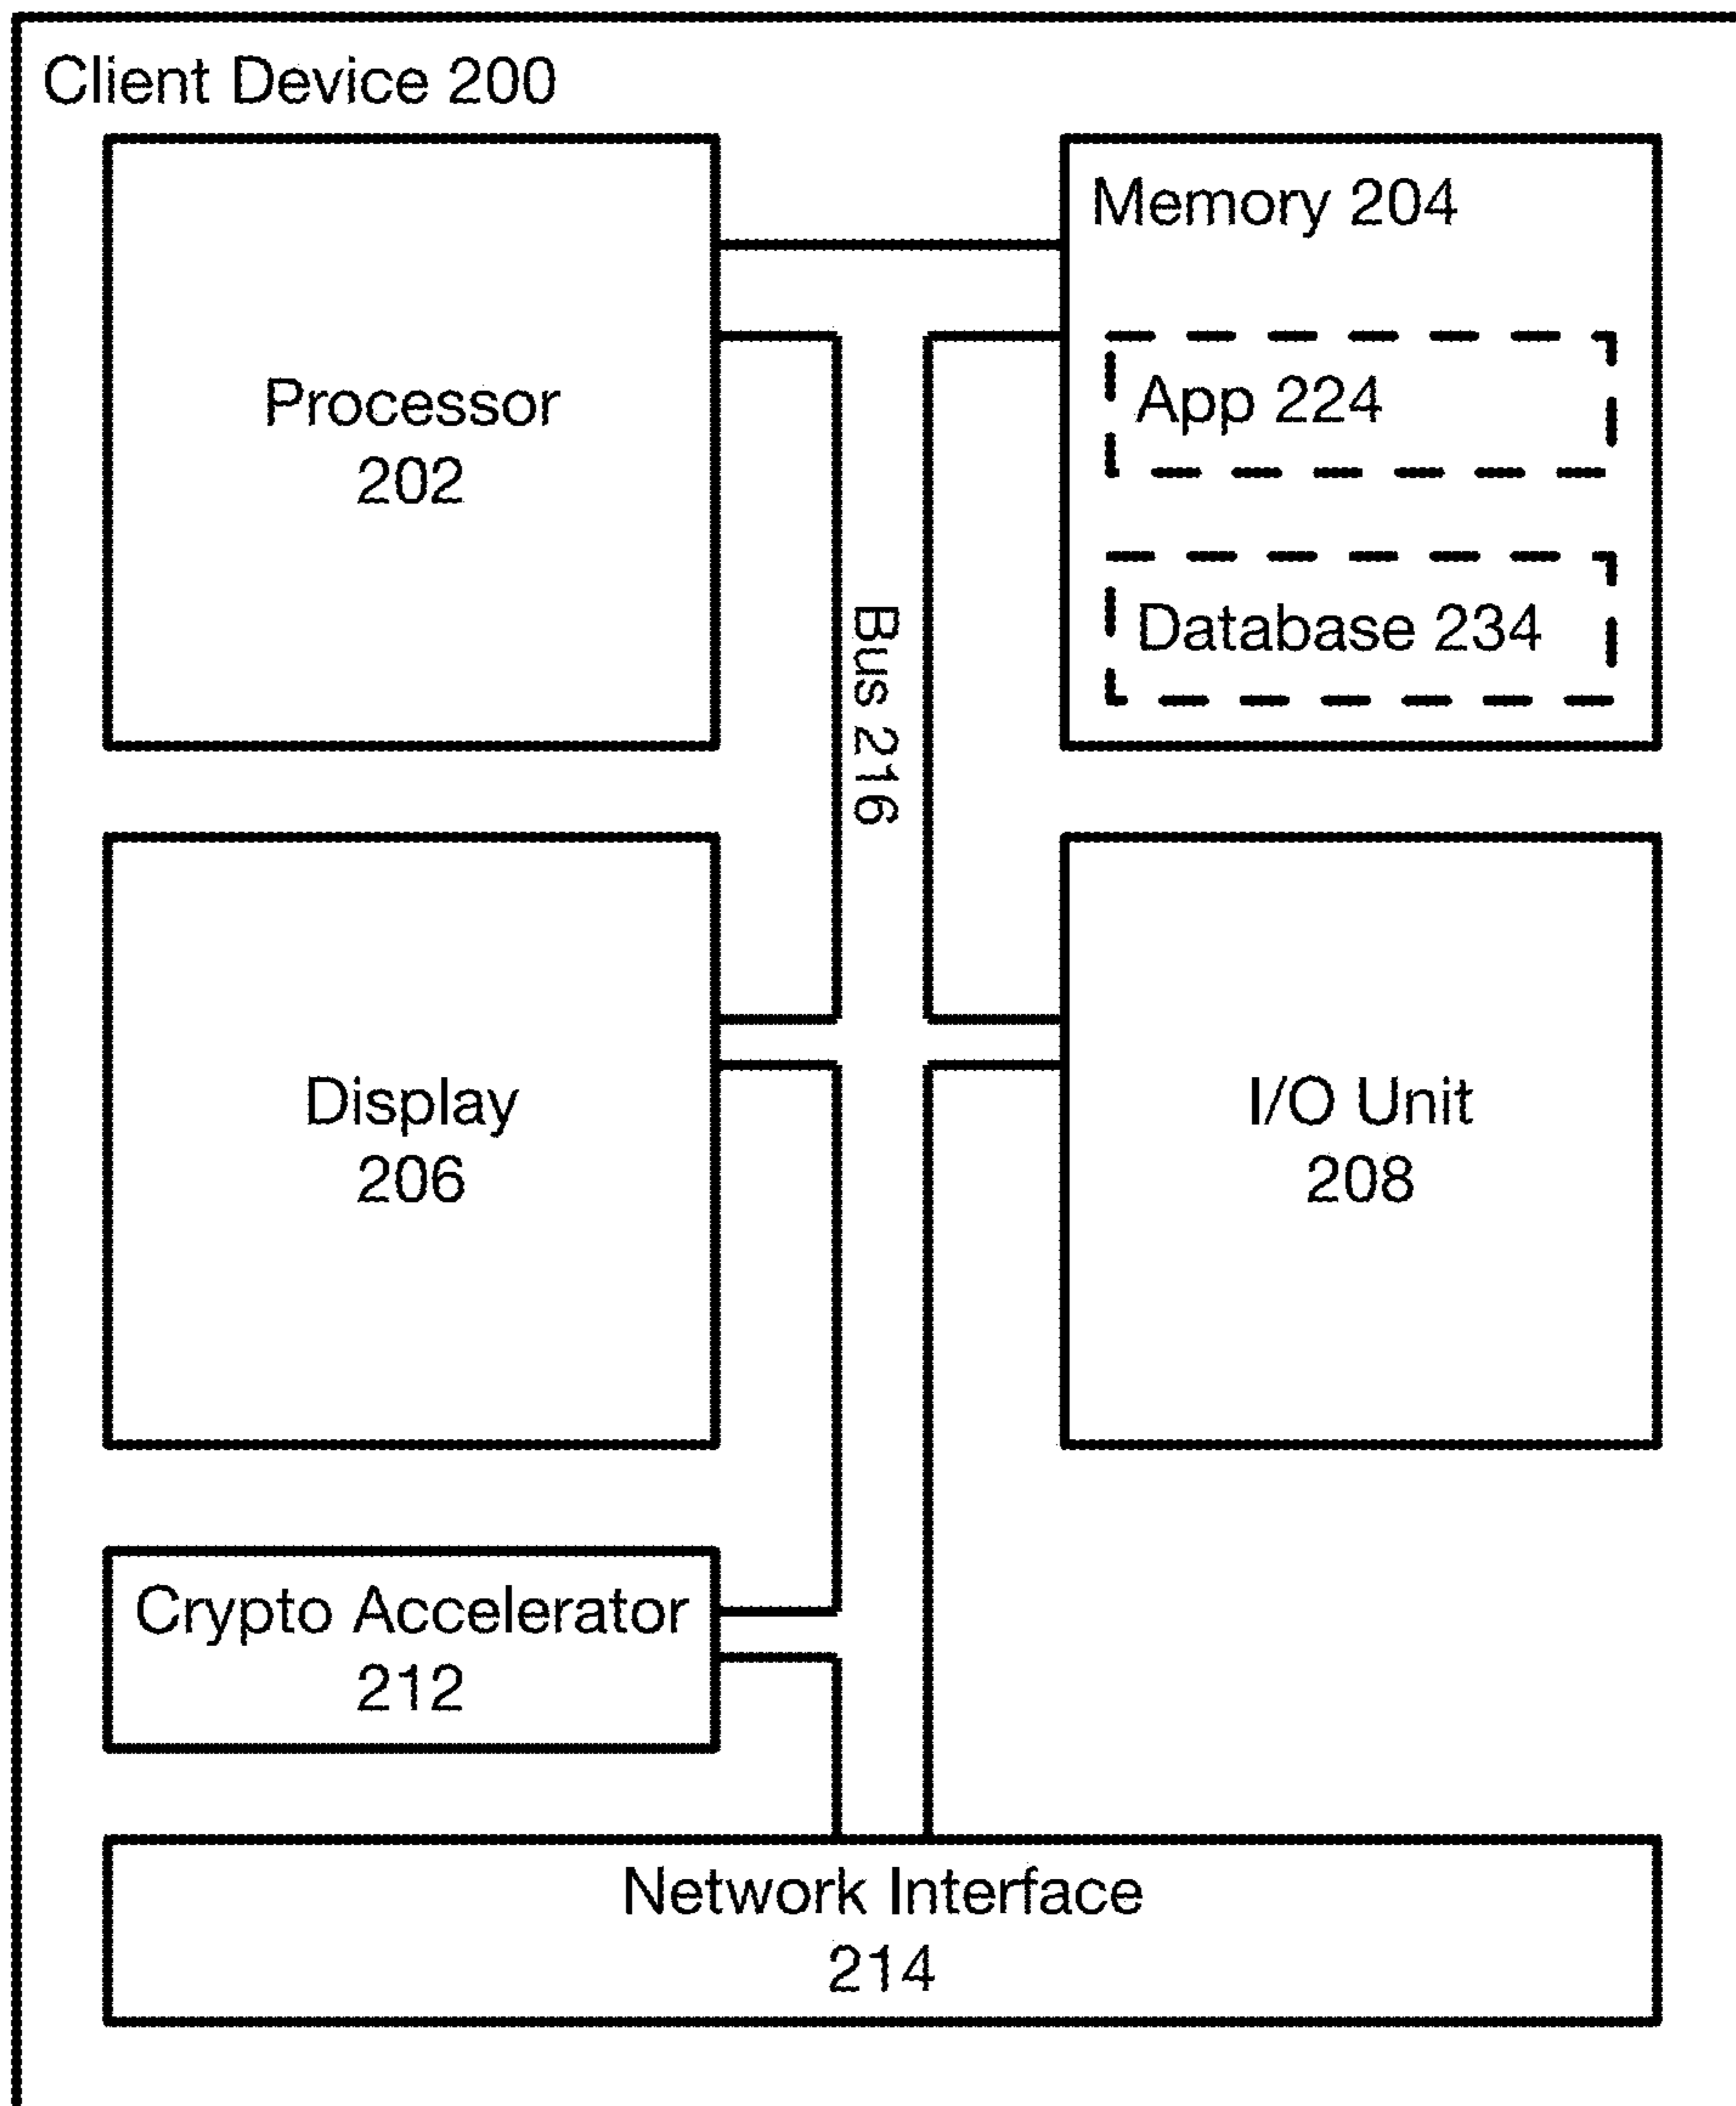 Client Device 200
Processor
202
Memory 204
App 224
Database 234
Bus 216
Display
206
I/O Unit
208
Crypto Accelerator
212
Network Interface
214